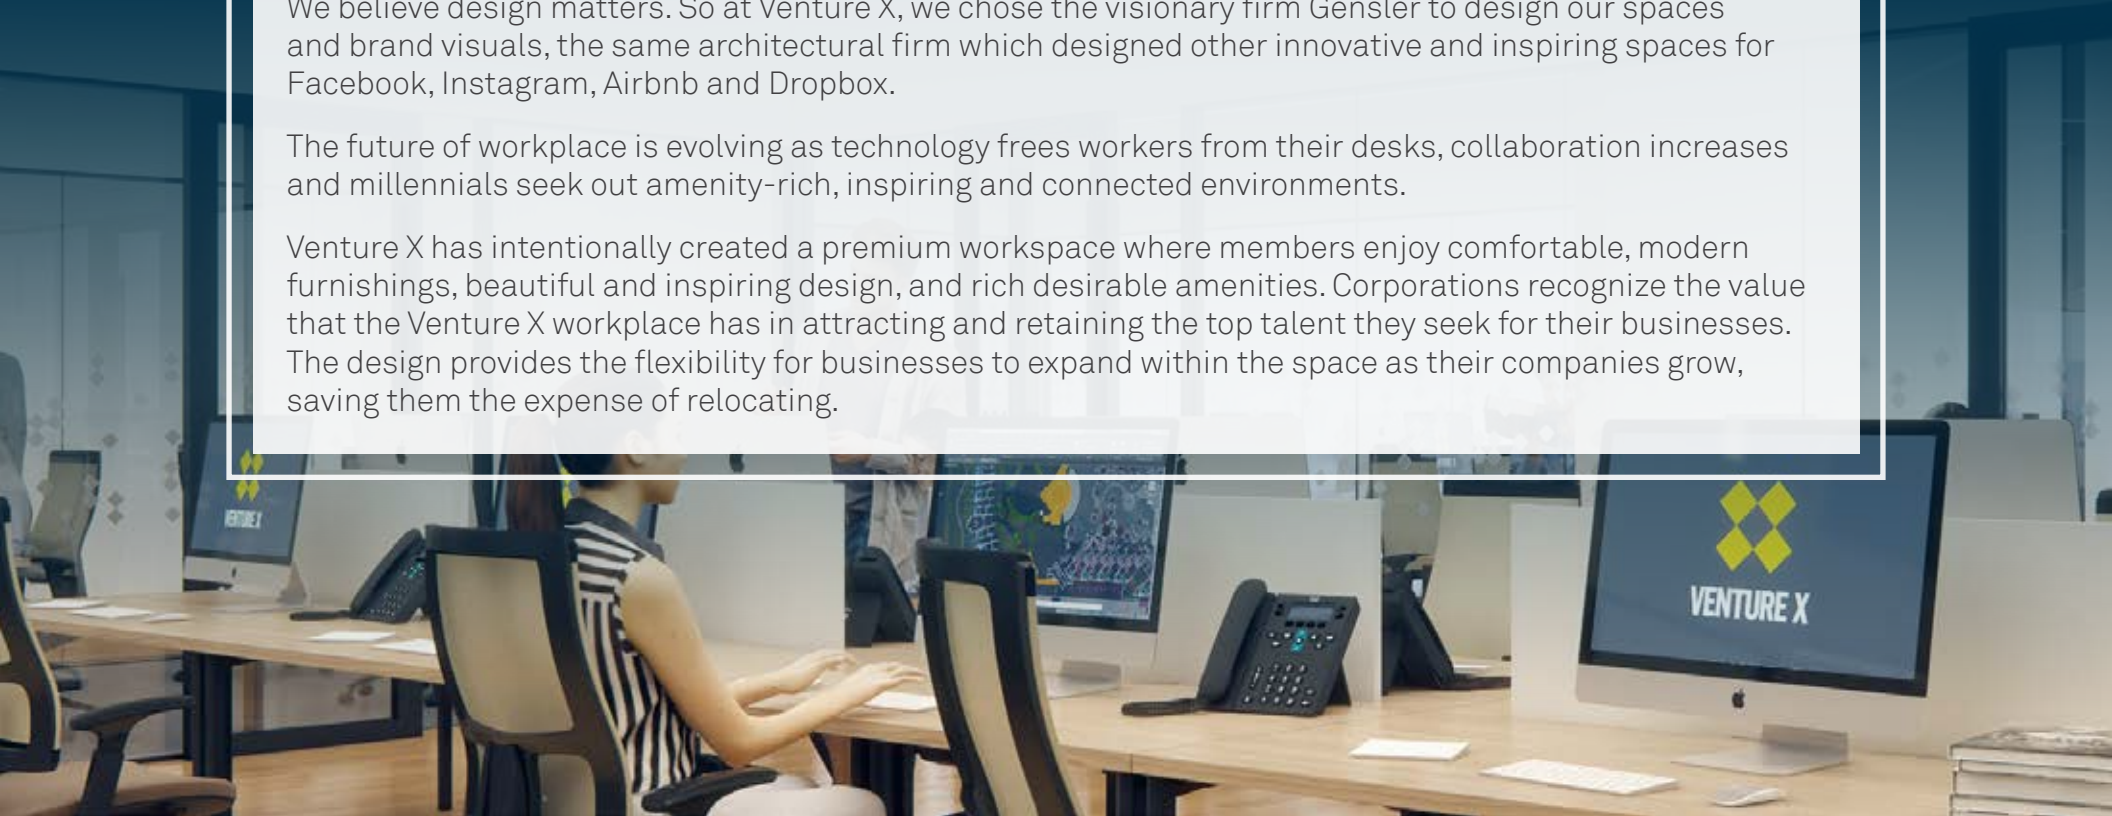 We believe design matters. So at Venture X, we chose the visionary firm Gensler to design our spaces
and brand visuals, the same architectural firm which designed other innovative and inspiring spaces for
Facebook, Instagram, Airbnb and Dropbox.
The future of workplace is evolving as technology frees workers from their desks, collaboration increases
and millennials seek out amenity-rich, inspiring and connected environments.
Venture X has intentionally created a premium workspace where members enjoy comfortable, modern
furnishings, beautiful and inspiring design, and rich desirable amenities. Corporations recognize the value
that the Venture X workplace has in attracting and retaining the top talent they seek for their businesses.
The design provides the flexibility for businesses to expand within the space as their companies grow,
saving them the expense of relocating.
VENTURE X
VENTURE X